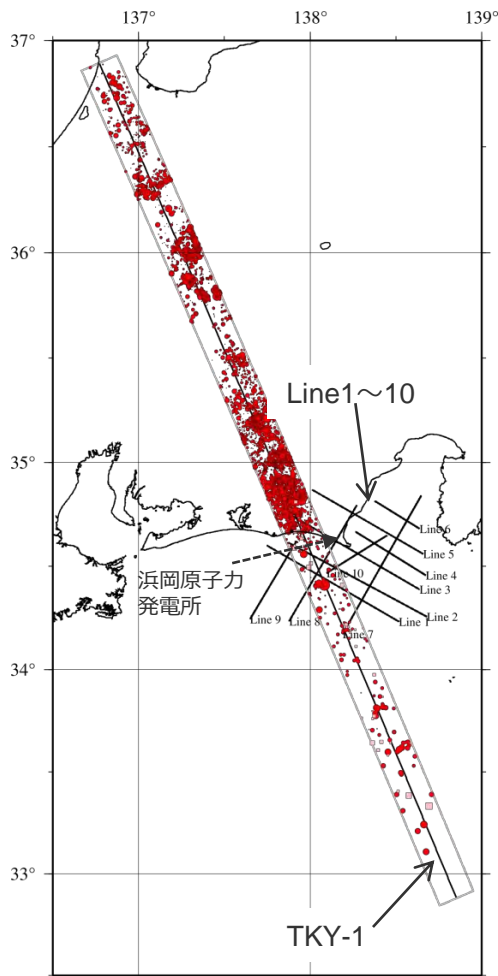 137°
138°
139°
37°
36°
Line1～10
35°
Line 6
Line 5
Line 4
Line 10
Line 3
浜岡原子力
発電所
Line 9
Line 8
Line 1
Line 2
Line 7
34°
33°
TKY-1